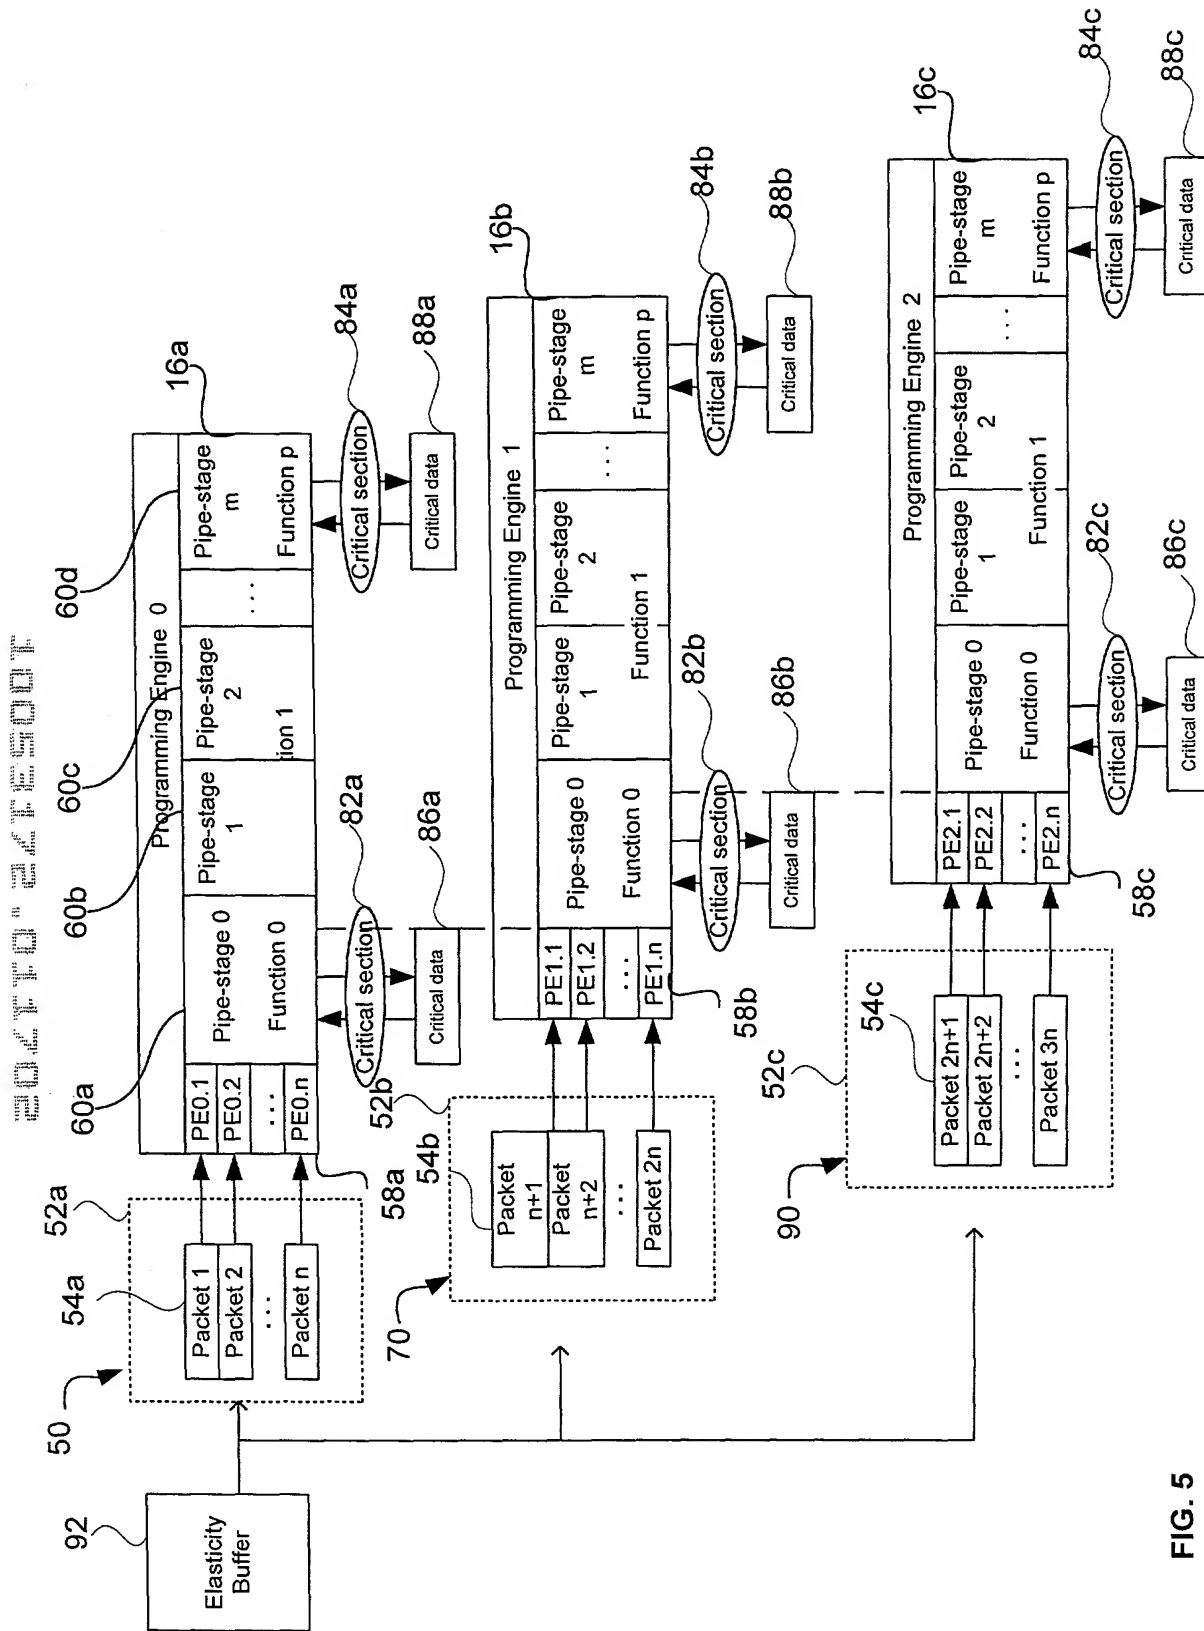 92
Elasticity
Buffer
50
54a
52a
Packet 1
Packet 2
...
Packet n
58a
Programming Engine 0
PE0.1
PE0.2
...
PE0.n
60a
60b
60c
60d
16a
Pipe-stage 0
Function 0
Pipe-stage
1
Pipe-stage
2
ction 1
...
Pipe-stage
m
Function p
82a
Critical section
86a
Critical data
84a
Critical section
88a
Critical data
70
54b
52b
Packet
n+1
Packet
n+2
...
Packet 2n
58b
Programming Engine 1
PE1.1
PE1.2
...
PE1.n
16b
Pipe-stage 0
Function 0
Pipe-stage
1
Pipe-stage
2
Function 1
...
Pipe-stage
m
Function p
82b
Critical section
86b
Critical data
84b
Critical section
88b
Critical data
90
54c
52c
Packet 2n+1
Packet 2n+2
...
Packet 3n
58c
Programming Engine 2
PE2.1
PE2.2
...
PE2.n
16c
Pipe-stage 0
Function 0
Pipe-stage
1
Pipe-stage
2
Function 1
...
Pipe-stage
m
Function p
82c
Critical section
86c
Critical data
84c
Critical section
88c
Critical data
FIG. 5